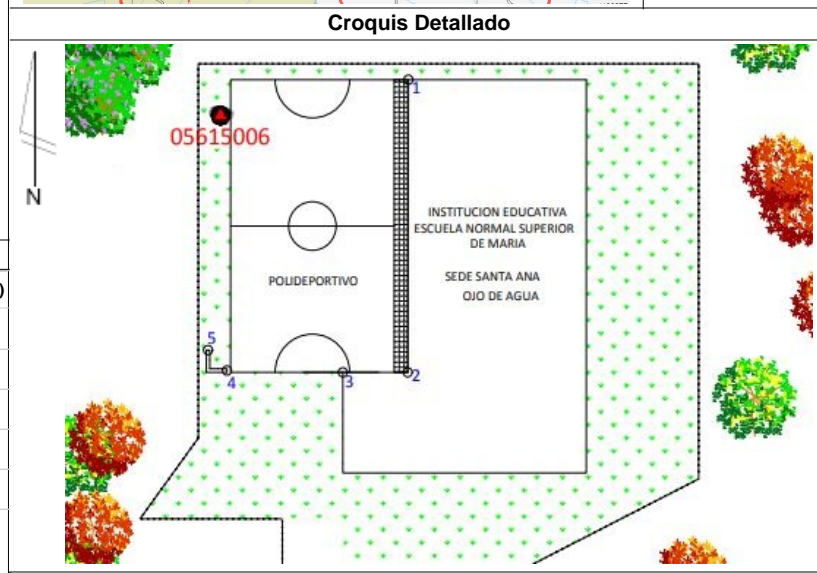 Croquis Detallado
N
)
05615006
1
INSTITUCION EDUCATIVA
ESCUELA NORMAL SUPERIOR
DE MARIA
SEDE SANTA ANA
OJO DE AGUA
POLIDEPORTIVO
5
4
3
2